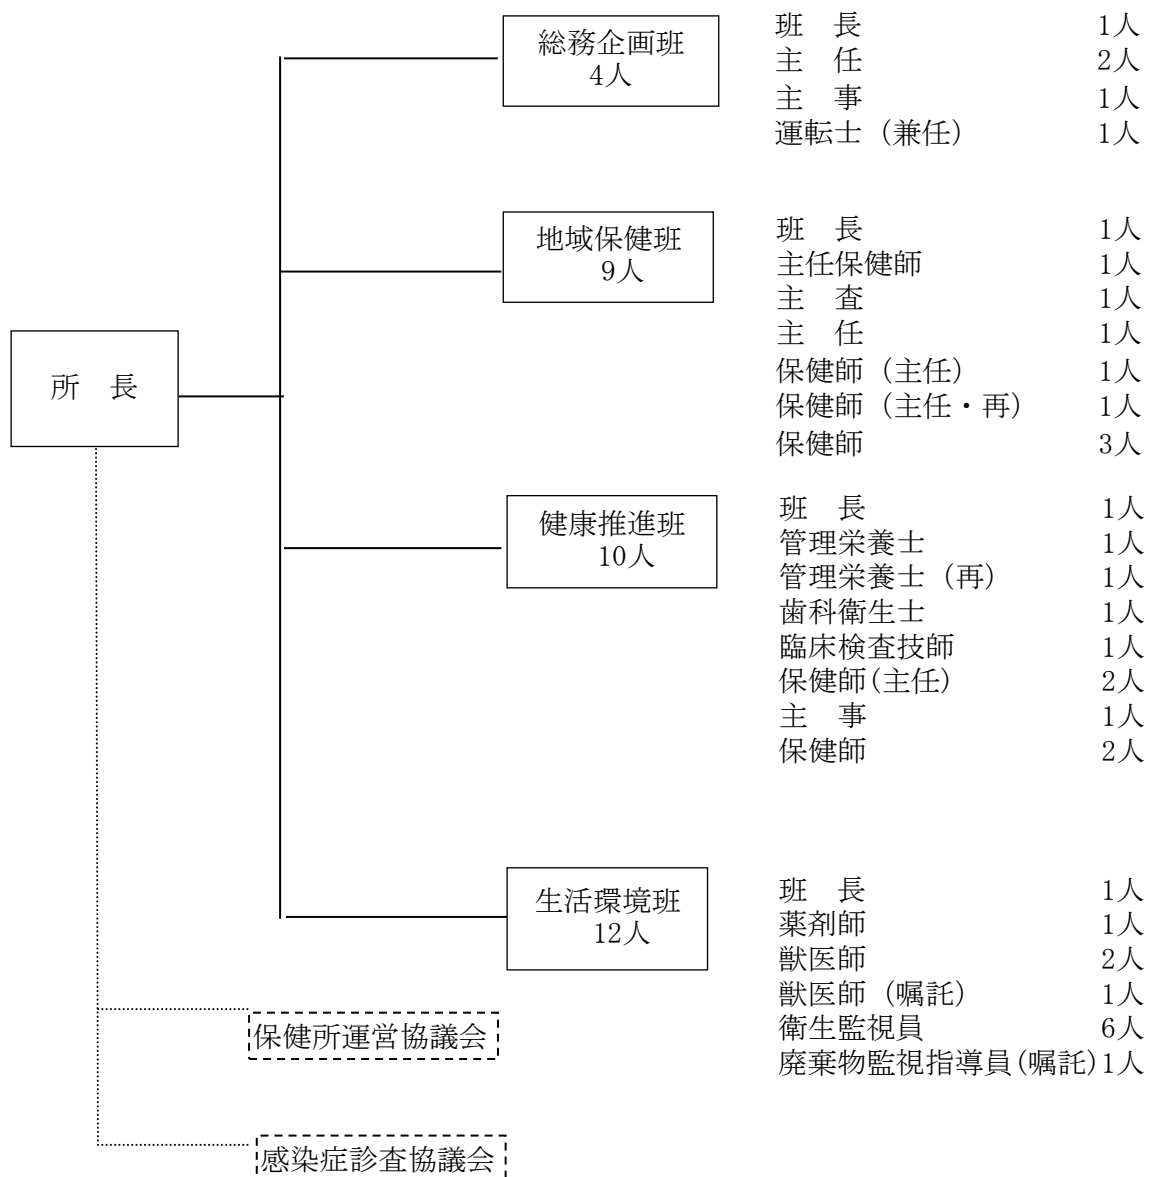 総務企画班
4人
班　長 1人
主　任 2人
主　事 1人
運転士（兼任） 1人
地域保健班
9人
班　長 1人
主任保健師 1人
主　査 1人
主　任 1人
保健師（主任） 1人
保健師（主任・再） 1人
保健師 3人
所　長
健康推進班
10人
班　長 1人
管理栄養士 1人
管理栄養士（再） 1人
歯科衛生士 1人
臨床検査技師 1人
保健師(主任) 2人
主　事 1人
保健師 2人
生活環境班
12人
班　長 1人
薬剤師 1人
獣医師 2人
獣医師（嘱託） 1人
衛生監視員 6人
廃棄物監視指導員(嘱託)1人
保健所運営協議会
感染症診査協議会